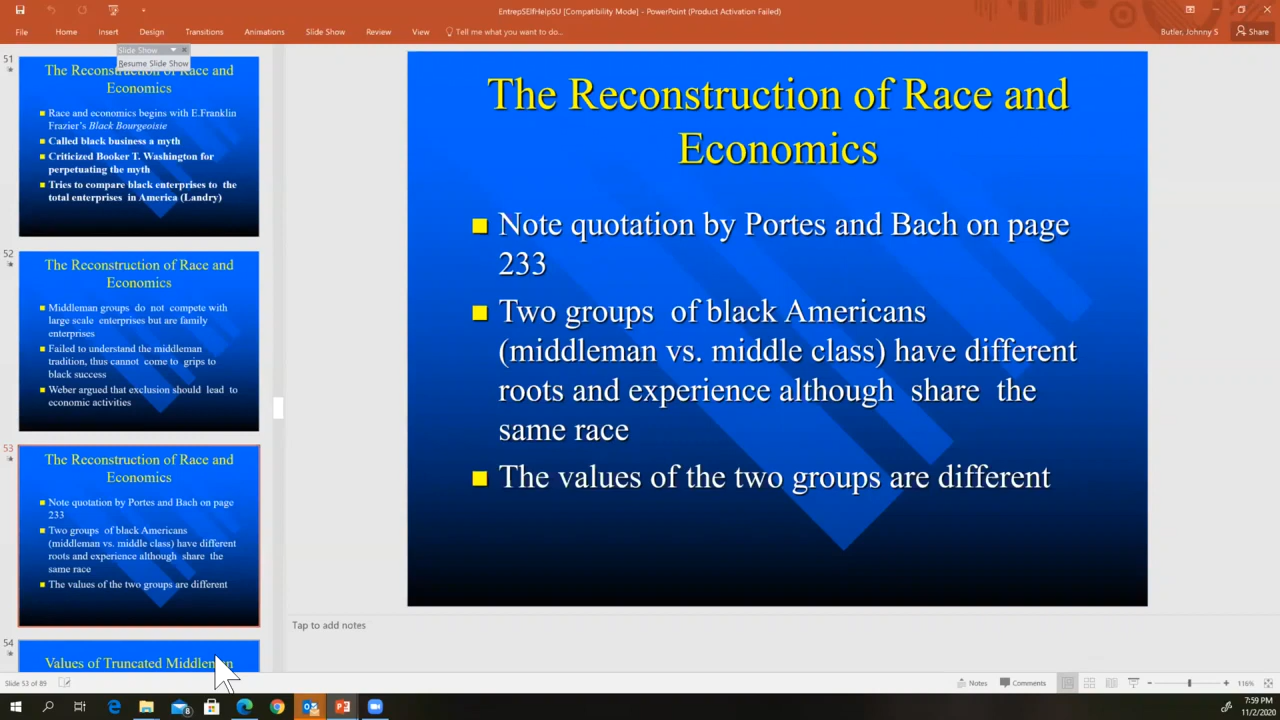 EntrepSElfHelpSU [Compatibility Mode] - PowerPoint (Product Activation Failed)
File Home Insert Design Transitions Animations Slide Show Review View Tell me what you want to do... Butler, Johnny S Share
Slide Show
Resume Slide Show
51
The Reconstruction of Race and
Economics
Race and economics begins with E.Franklin
Frazier's Black Bourgeoisie
Called black business a myth
Criticized Booker T. Washington for
perpetuating the myth
Tries to compare black enterprises to the
total enterprises in America (Landry)
52
The Reconstruction of Race and
Economics
Middleman groups do not compete with
large scale enterprises but are family
enterprises
Failed to understand the middleman
tradition, thus cannot come to grips to
black success
Weber argued that exclusion should lead to
economic activities
53
The Reconstruction of Race and
Economics
Note quotation by Portes and Bach on page
233
Two groups of black Americans
(middleman vs. middle class) have different
roots and experience although share the
same race
The values of the two groups are different
54
Values of Truncated Middleman
The Reconstruction of Race and
Economics
Note quotation by Portes and Bach on page
233
Two groups of black Americans
(middleman vs. middle class) have different
roots and experience although share the
same race
The values of the two groups are different
Tap to add notes
Slide 53 of 89 Notes Comments 116%
8
7:59 PM
11/2/2020